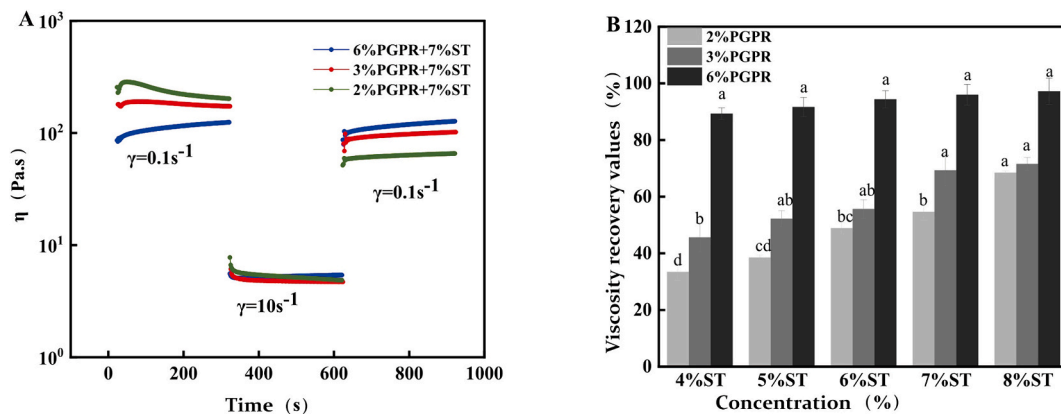 A
η (Pa.s)
10³
10²
10¹
10⁰
6%PGPR+7%ST
3%PGPR+7%ST
2%PGPR+7%ST
γ=0.1s⁻¹
γ=0.1s⁻¹
γ=10s⁻¹
0
200
400
600
800
1000
Time (s)
B
Viscosity recovery values (%)
120
100
80
60
40
20
0
2%PGPR
3%PGPR
6%PGPR
d
b
a
cd
ab
a
bc
ab
a
b
a
a
a
a
a
4%ST
5%ST
6%ST
7%ST
8%ST
Concentration (%)